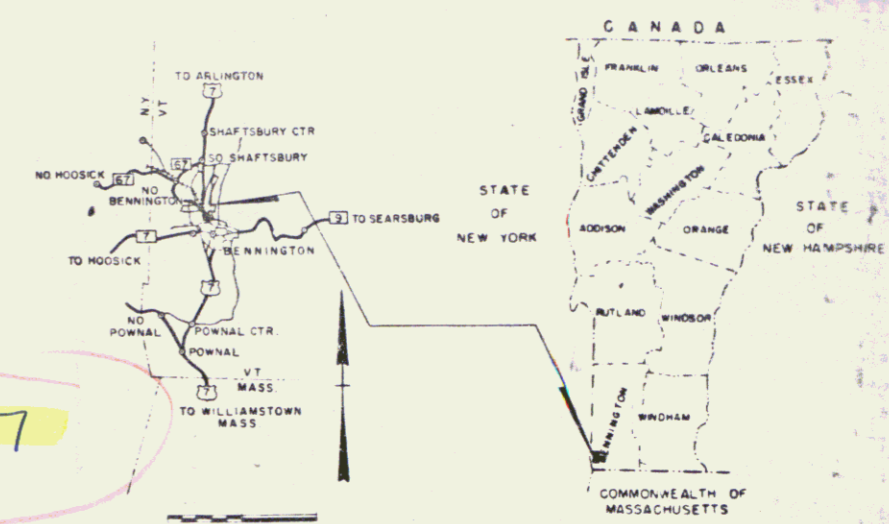 CANADA
TO ARLINGTON
7
NY
VT
SHAFTSBURY CTR
67
SO SHAFTSBURY
NO HOOSICK
67
NO
BENNINGTON
9
TO SEARSBURG
7
BENNINGTON
TO HOOSICK
7
NO
POWNAL
POWNAL CTR.
POWNAL
VT
MASS.
7
TO WILLIAMSTOWN
MASS
7
STATE
OF
NEW YORK
GRAND ISLE
FRANKLIN
ORLEANS
ESSEX
LAMOILLE
CALEDONIA
CHITTENDEN
WASHINGTON
ADDISON
ORANGE
STATE
OF
NEW HAMPSHIRE
RUTLAND
WINDSOR
BENNINGTON
WINDHAM
COMMONWEALTH OF
MASSACHUSETTS